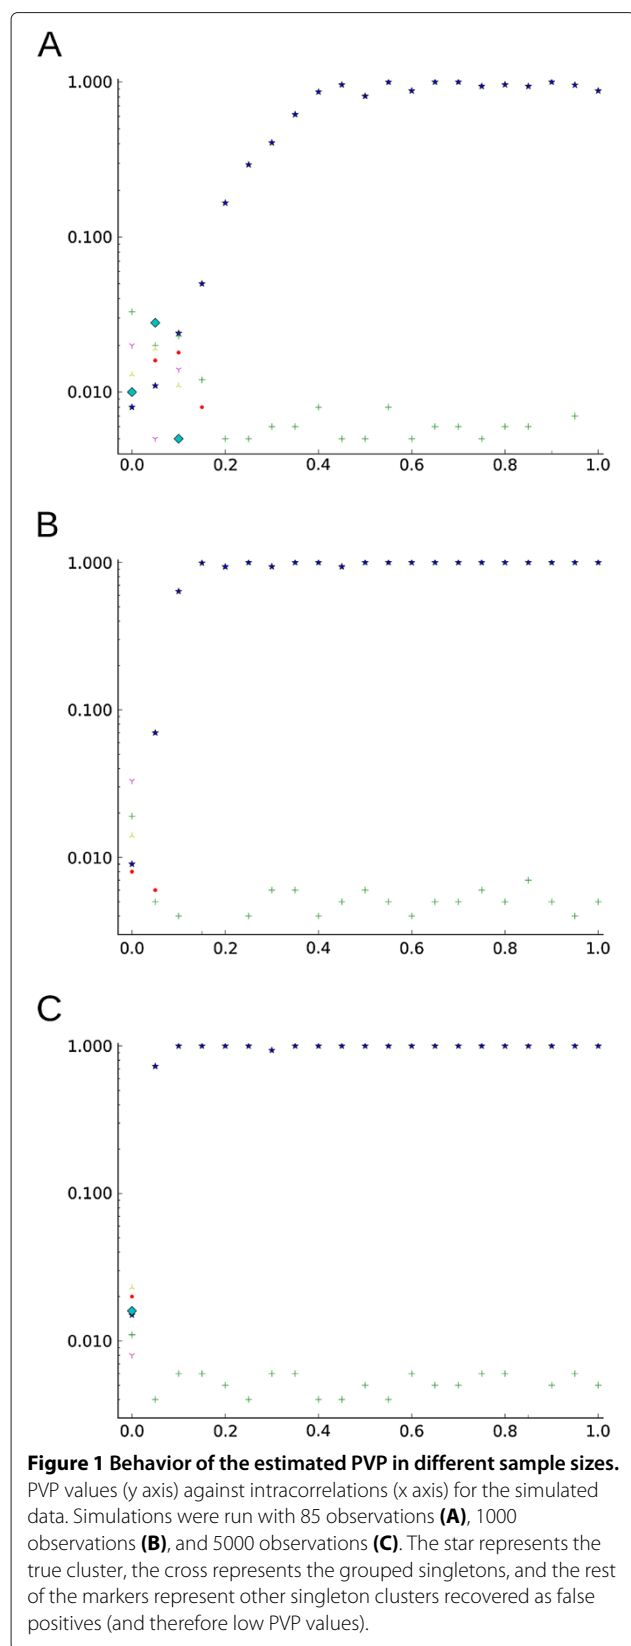 A
1.000
0.100
0.010
0.0 0.2 0.4 0.6 0.8 1.0
B
1.000
0.100
0.010
0.0 0.2 0.4 0.6 0.8 1.0
C
1.000
0.100
0.010
0.0 0.2 0.4 0.6 0.8 1.0
Figure 1 Behavior of the estimated PVP in different sample sizes.
PVP values (y axis) against intracorrelations (x axis) for the simulated
data. Simulations were run with 85 observations (A), 1000
observations (B), and 5000 observations (C). The star represents the
true cluster, the cross represents the grouped singletons, and the rest
of the markers represent other singleton clusters recovered as false
positives (and therefore low PVP values).